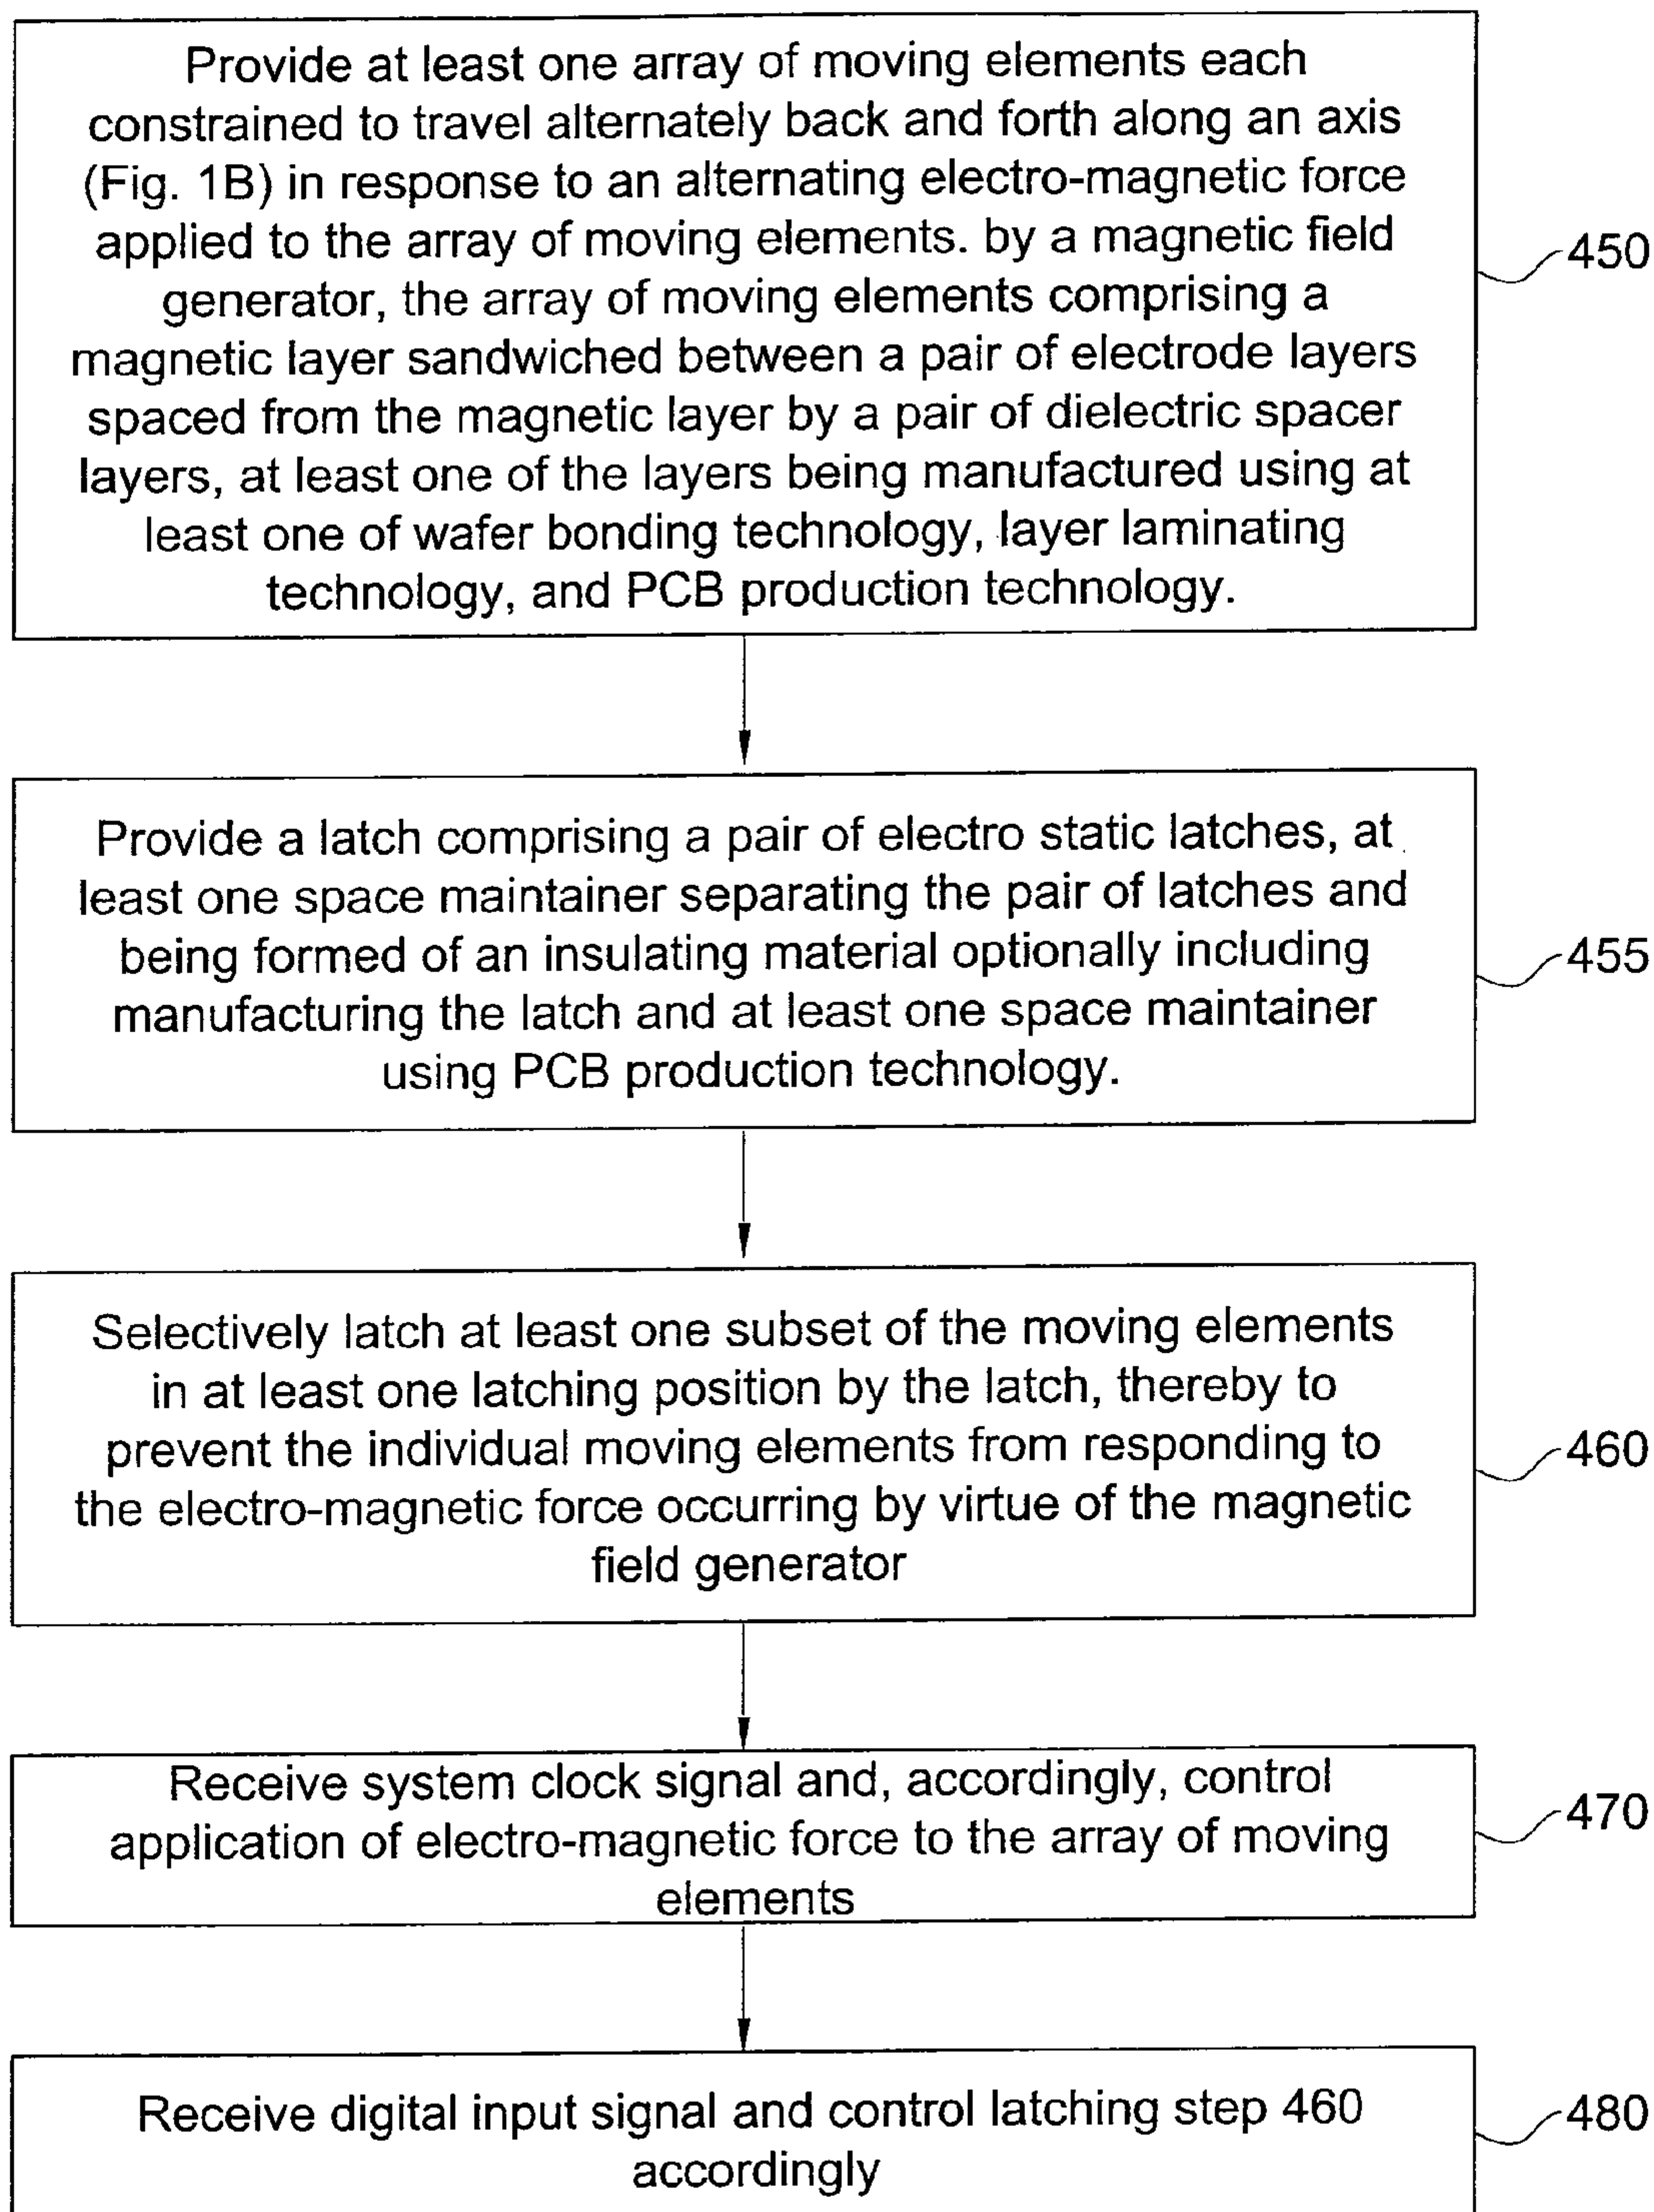 Provide at least one array of moving elements each
constrained to travel alternately back and forth along an axis
(Fig. 1B) in response to an alternating electro-magnetic force
applied to the array of moving elements. by a magnetic field
generator, the array of moving elements comprising a
magnetic layer sandwiched between a pair of electrode layers
spaced from the magnetic layer by a pair of dielectric spacer
layers, at least one of the layers being manufactured using at
least one of wafer bonding technology, layer laminating
technology, and PCB production technology.
450
Provide a latch comprising a pair of electro static latches, at
least one space maintainer separating the pair of latches and
being formed of an insulating material optionally including
manufacturing the latch and at least one space maintainer
using PCB production technology.
455
Selectively latch at least one subset of the moving elements
in at least one latching position by the latch, thereby to
prevent the individual moving elements from responding to
the electro-magnetic force occurring by virtue of the magnetic
field generator
460
Receive system clock signal and, accordingly, control
application of electro-magnetic force to the array of moving
elements
470
Receive digital input signal and control latching step 460
accordingly
480